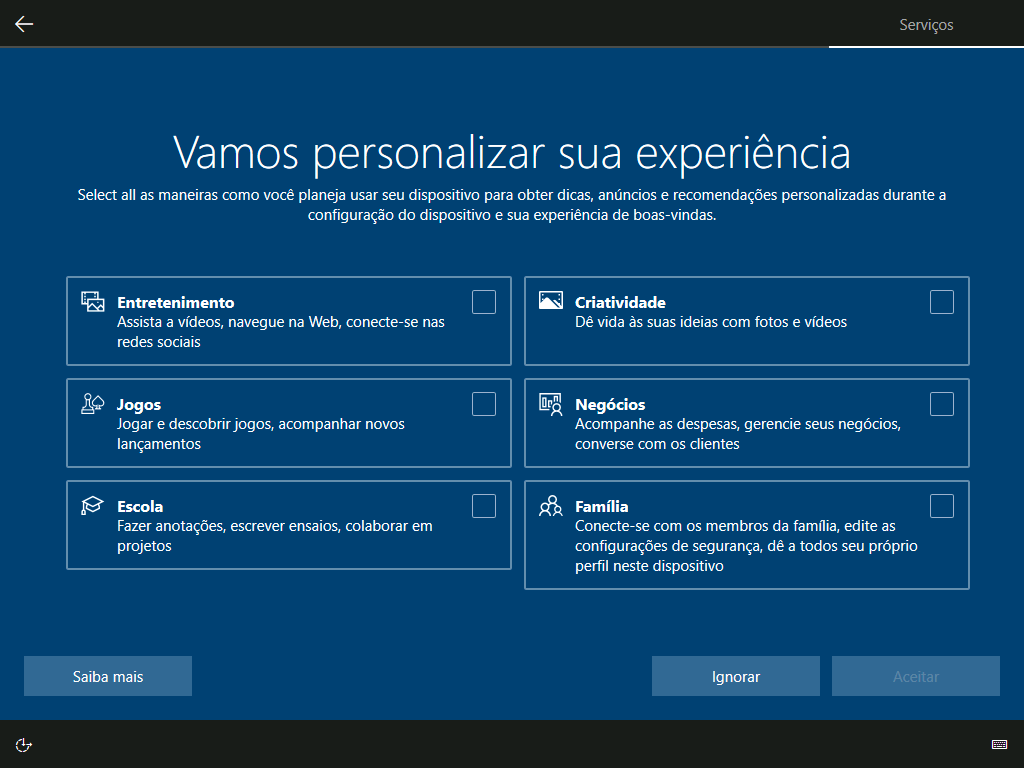 Serviços
Vamos personalizar sua experiência
Select all as maneiras como você planeja usar seu dispositivo para obter dicas, anúncios e recomendações personalizadas durante a
configuração do dispositivo e sua experiência de boas-vindas.
Entretenimento
Assista a vídeos, navegue na Web, conecte-se nas
redes sociais
Criatividade
Dê vida às suas ideias com fotos e vídeos
Jogos
Jogar e descobrir jogos, acompanhar novos
lançamentos
Negócios
Acompanhe as despesas, gerencie seus negócios,
converse com os clientes
Escola
Fazer anotações, escrever ensaios, colaborar em
projetos
Família
Conecte-se com os membros da família, edite as
configurações de segurança, dê a todos seu próprio
perfil neste dispositivo
Saiba mais
Ignorar
Aceitar